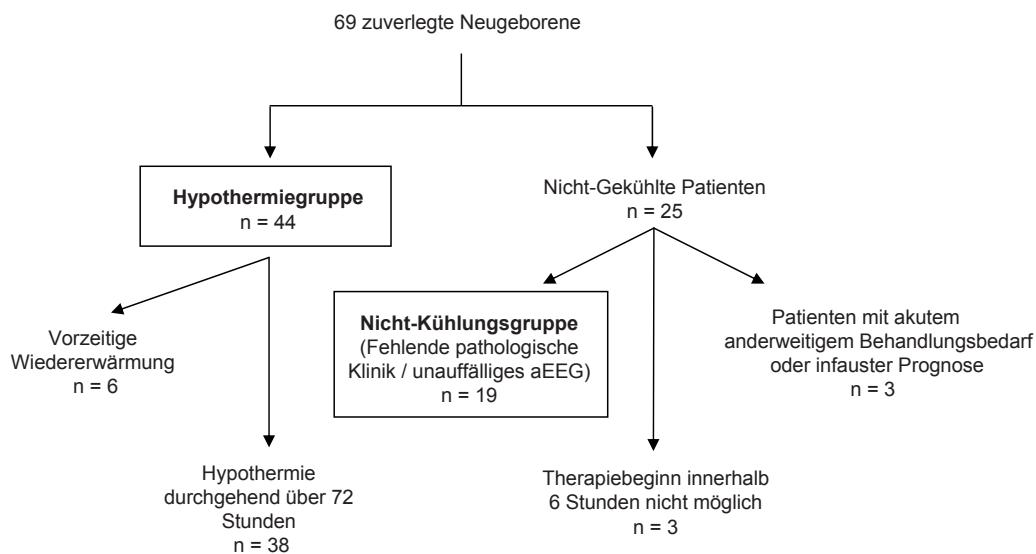 69 zuverlegte Neugeborene
Hypothermiegruppe
n = 44
Nicht-Gekühlte Patienten
n = 25
Vorzeitige
Wiedererwärmung
n = 6
Nicht-Kühlungsgruppe
(Fehlende pathologische
Klinik / unauffälliges aEEG)
n = 19
Patienten mit akutem
anderweitigem Behandlungsbedarf
oder infauster Prognose
n = 3
Hypothermie
durchgehend über 72
Stunden
n = 38
Therapiebeginn innerhalb
6 Stunden nicht möglich
n = 3